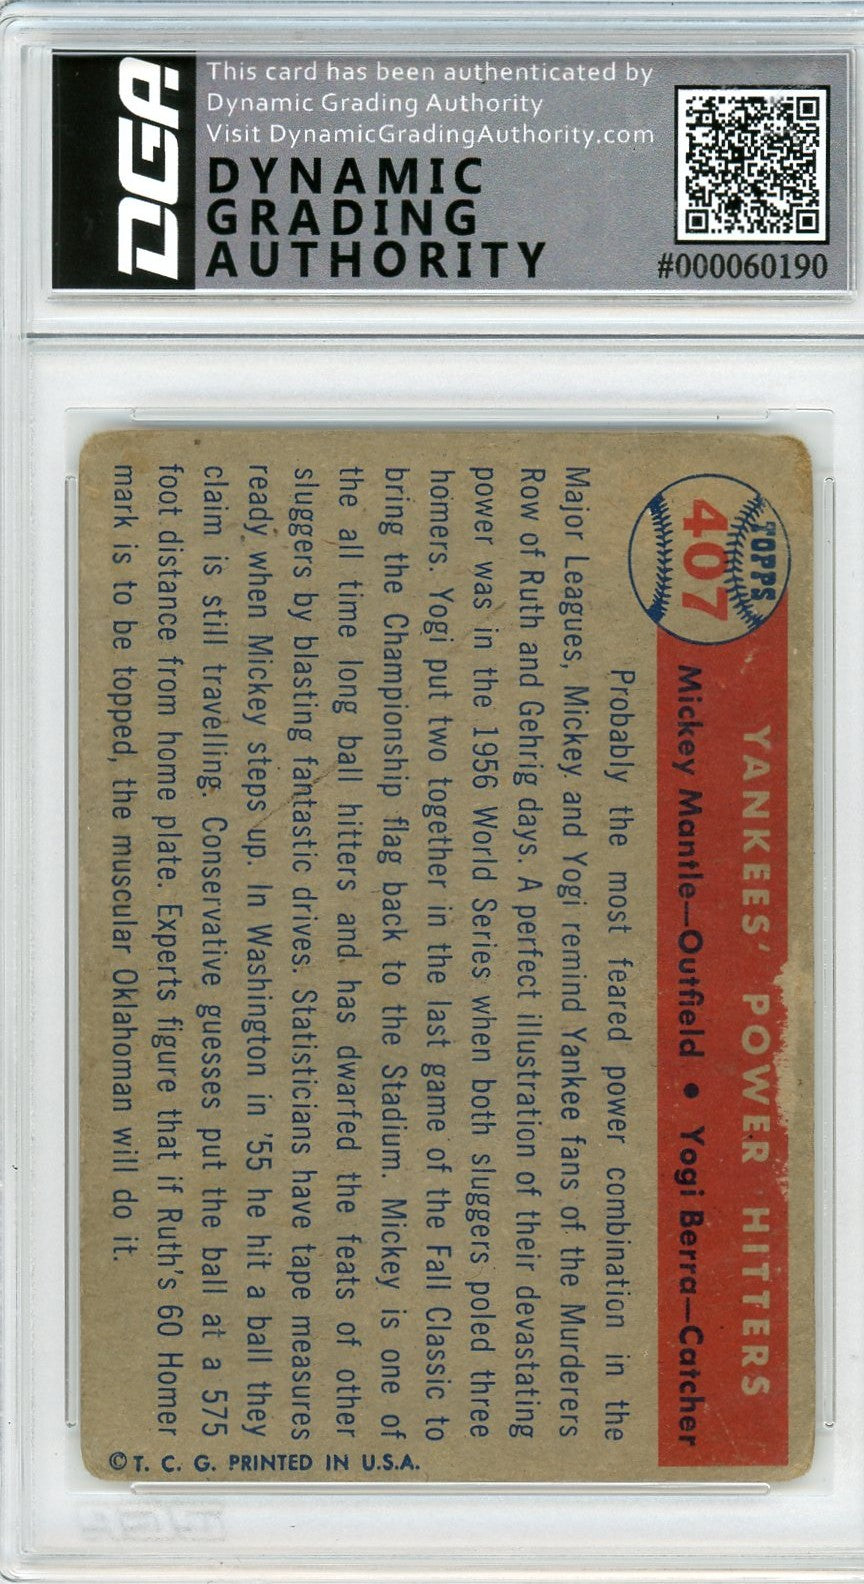 DGA
This card has been authenticated by
Dynamic Grading Authority
Visit DynamicGradingAuthority.com
DYNAMIC
GRADING
AUTHORITY
#000060190
TOPPS
407
YANKEES' POWER HITTERS
Mickey Mantle—Outfield • Yogi Berra—Catcher
Probably the most feared power combination in the
Major Leagues, Mickey and Yogi remind Yankee fans of the Murderers
Row of Ruth and Gehrig days. A perfect illustration of their devastating
power was in the 1956 World Series when both sluggers poled three
homers. Yogi put two together in the last game of the Fall Classic to
bring the Championship flag back to the Stadium. Mickey is one of
the all time long ball hitters and has dwarfed the feats of other
sluggers by blasting fantastic drives. Statisticians have tape measures
ready when Mickey steps up. In Washington in '55 he hit a ball they
claim is still travelling. Conservative guesses put the ball at a 575
foot distance from home plate. Experts figure that if Ruth's 60 Homer
mark is to be topped, the muscular Oklahoman will do it.
© T. C. G. PRINTED IN U.S.A.